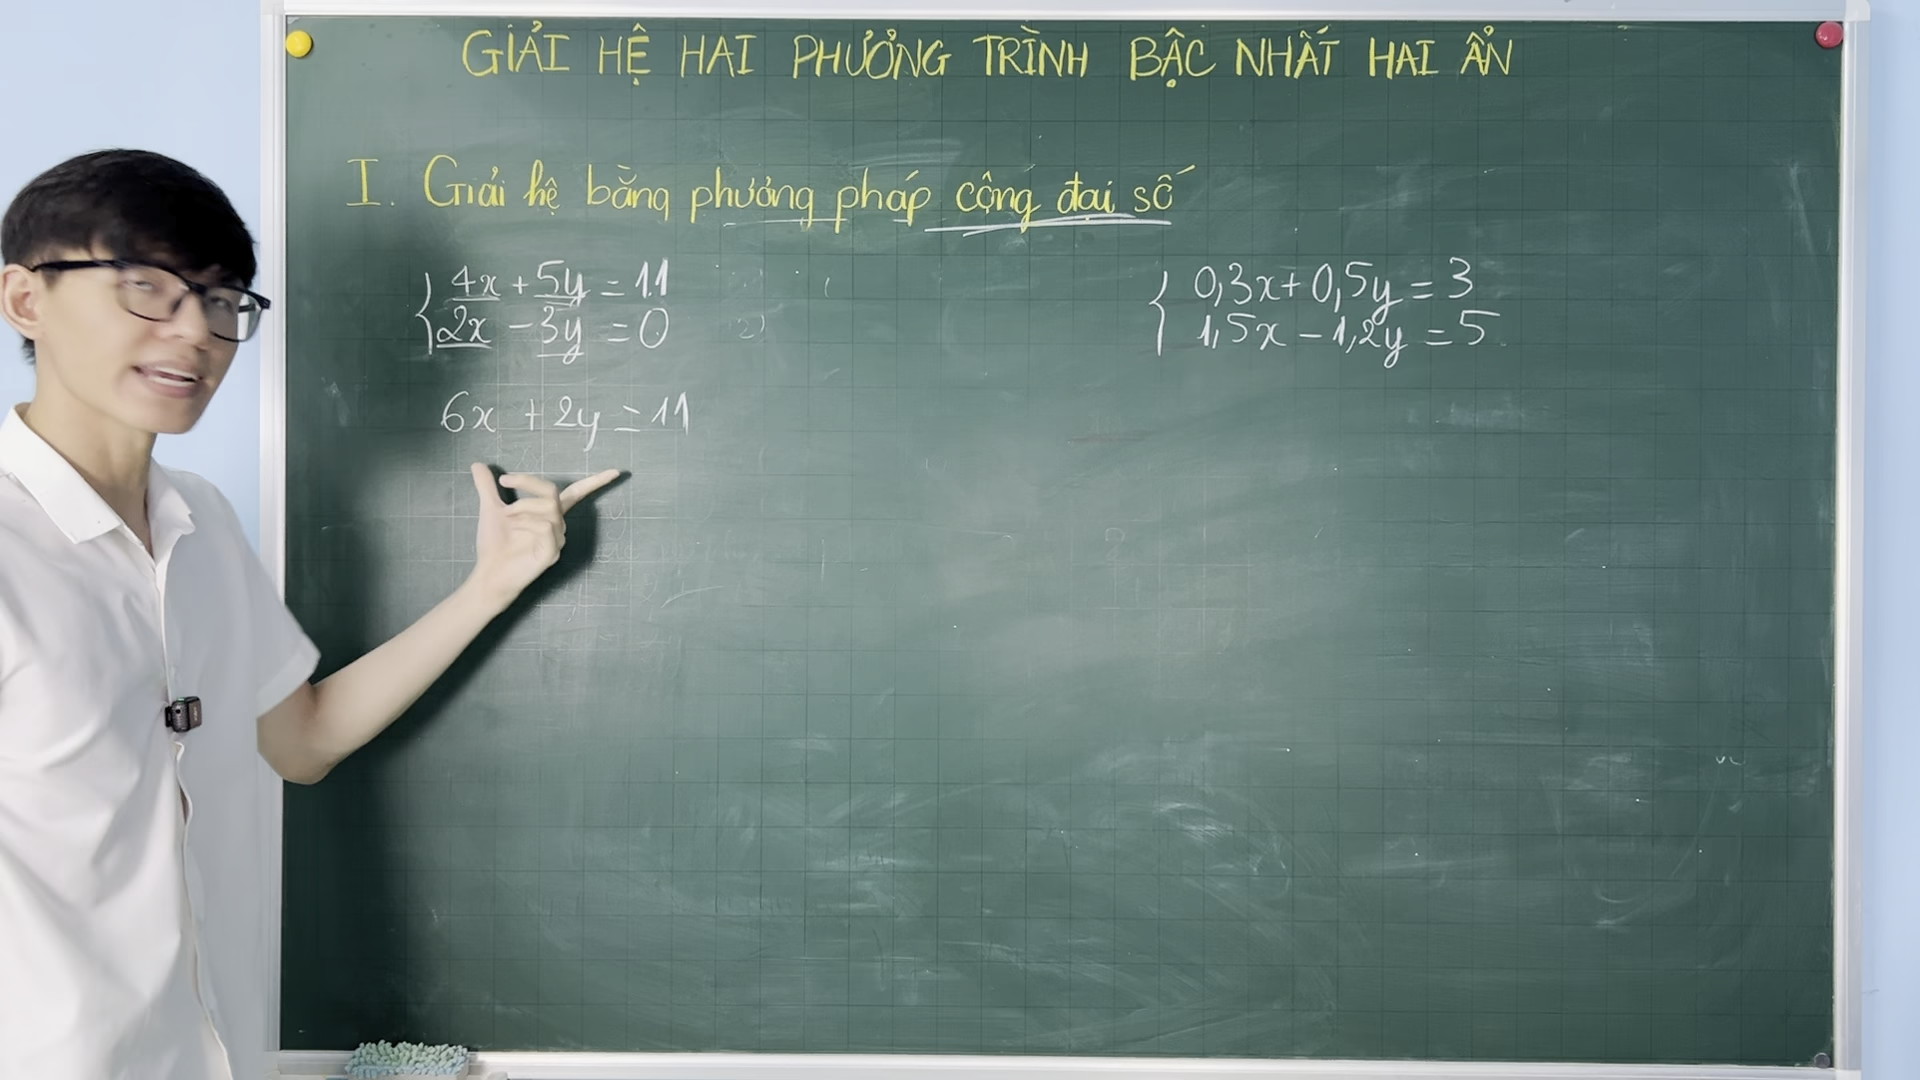 GIẢI HỆ HAI PHƯƠNG TRÌNH BẬC NHẤT HAI ẨN
I. Giải hệ bằng phương pháp cộng đại số
4x + 5y = 11
2x - 3y = 0
6x + 2y = 11
0,3x + 0,5y = 3
1,5x - 1,2y = 5